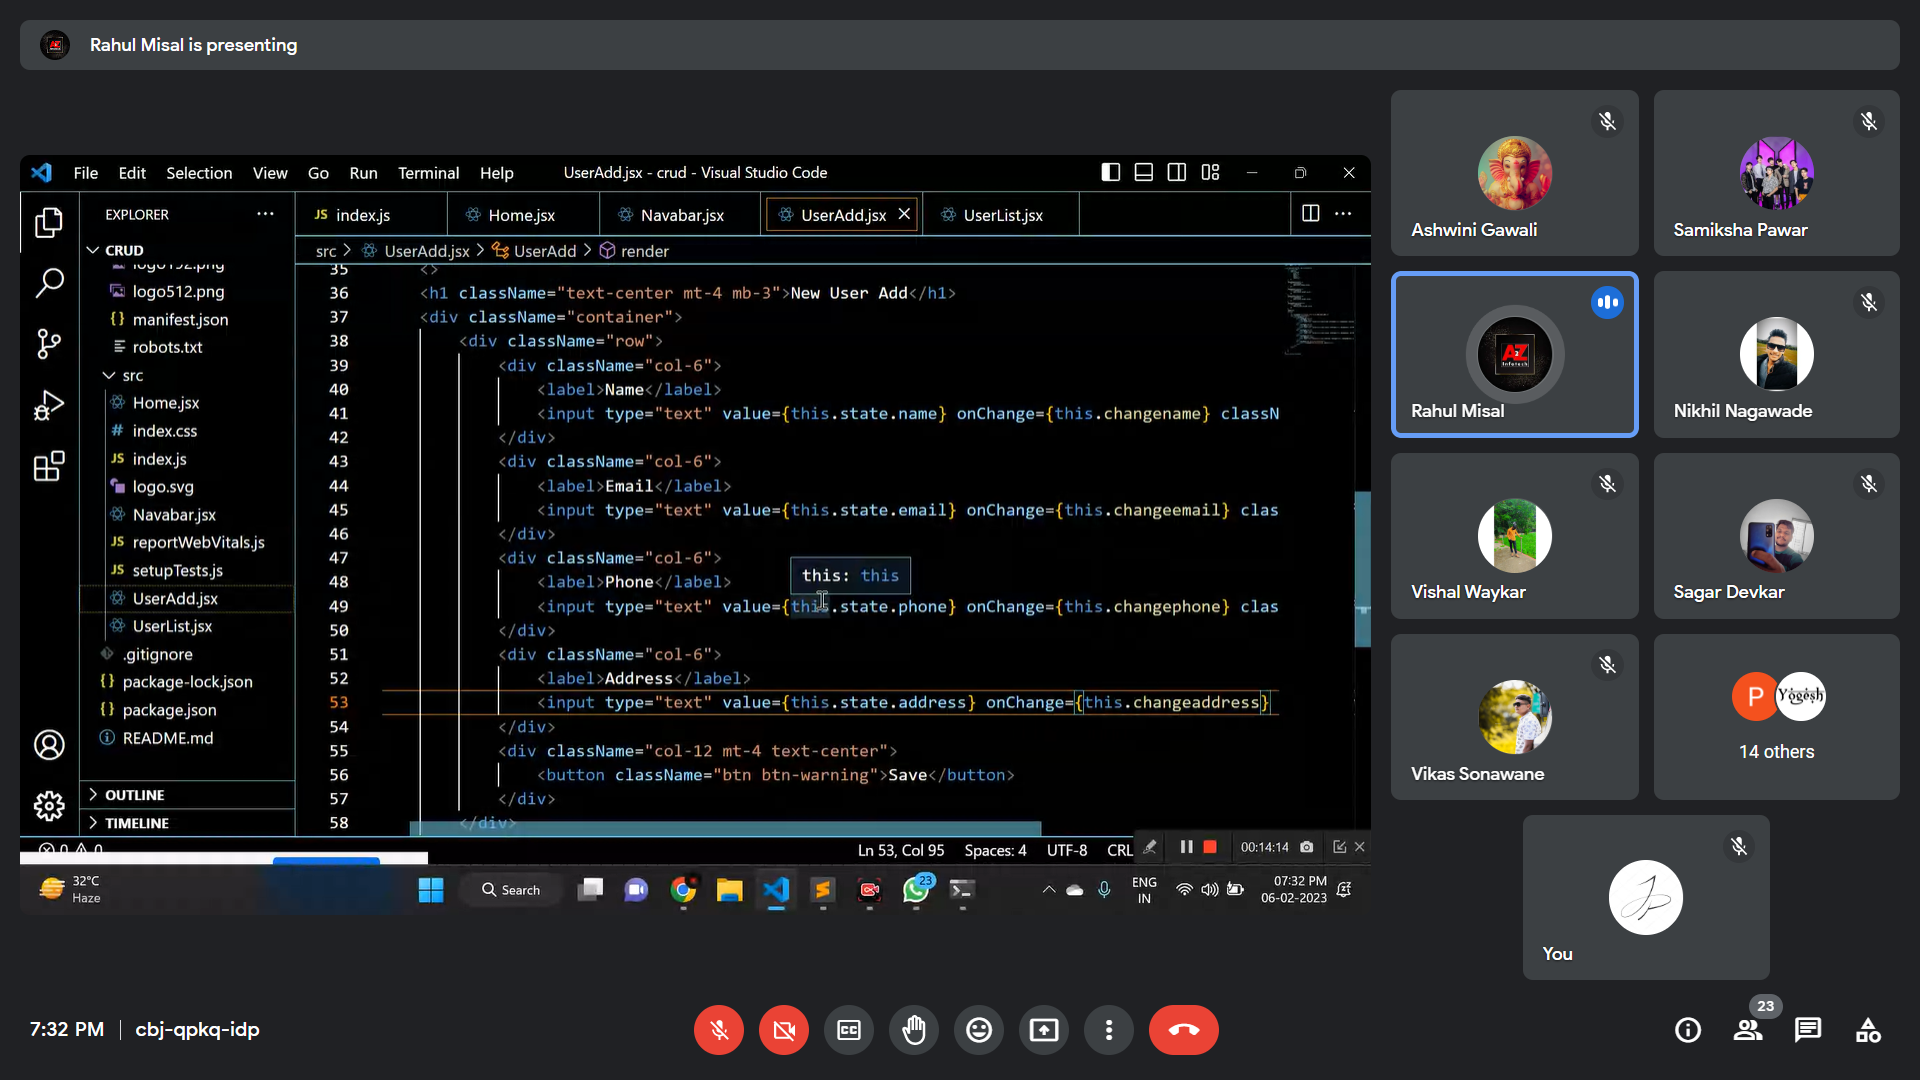 Rahul Misal is presenting
File Edit Selection View Go Run Terminal Help
UserAdd.jsx - crud - Visual Studio Code
EXPLORER
JS index.js Home.jsx Navabar.jsx UserAdd.jsx UserList.jsx
CRUD
src > UserAdd.jsx > UserAdd > render
logo192.png
logo512.png
{} manifest.json
robots.txt
src
Home.jsx
# index.css
JS index.js
logo.svg
Navabar.jsx
JS reportWebVitals.js
JS setupTests.js
UserAdd.jsx
UserList.jsx
.gitignore
{} package-lock.json
{} package.json
README.md
OUTLINE
TIMELINE
35 <>
36 <h1 className="text-center mt-4 mb-3">New User Add</h1>
37 <div className="container">
38 <div className="row">
39 <div className="col-6">
40 <label>Name</label>
41 <input type="text" value={this.state.name} onChange={this.changename} classN
42 </div>
43 <div className="col-6">
44 <label>Email</label>
45 <input type="text" value={this.state.email} onChange={this.changeemail} clas
46 </div>
47 <div className="col-6">
48 <label>Phone</label>
this: this
49 <input type="text" value={this.state.phone} onChange={this.changephone} clas
50 </div>
51 <div className="col-6">
52 <label>Address</label>
53 <input type="text" value={this.state.address} onChange={this.changeaddress}
54 </div>
55 <div className="col-12 mt-4 text-center">
56 <button className="btn btn-warning">Save</button>
57 </div>
58 </div>
0 0
Ln 53, Col 95 Spaces: 4 UTF-8 CRL
00:14:14
32°C
Haze
Search
23
ENG
IN
07:32 PM
06-02-2023
Ashwini Gawali
Samiksha Pawar
AZ
Infotech
Rahul Misal
Nikhil Nagawade
Vishal Waykar
Sagar Devkar
Vikas Sonawane
P
Yogesh
14 others
You
7:32 PM | cbj-qpkq-idp
CC
23